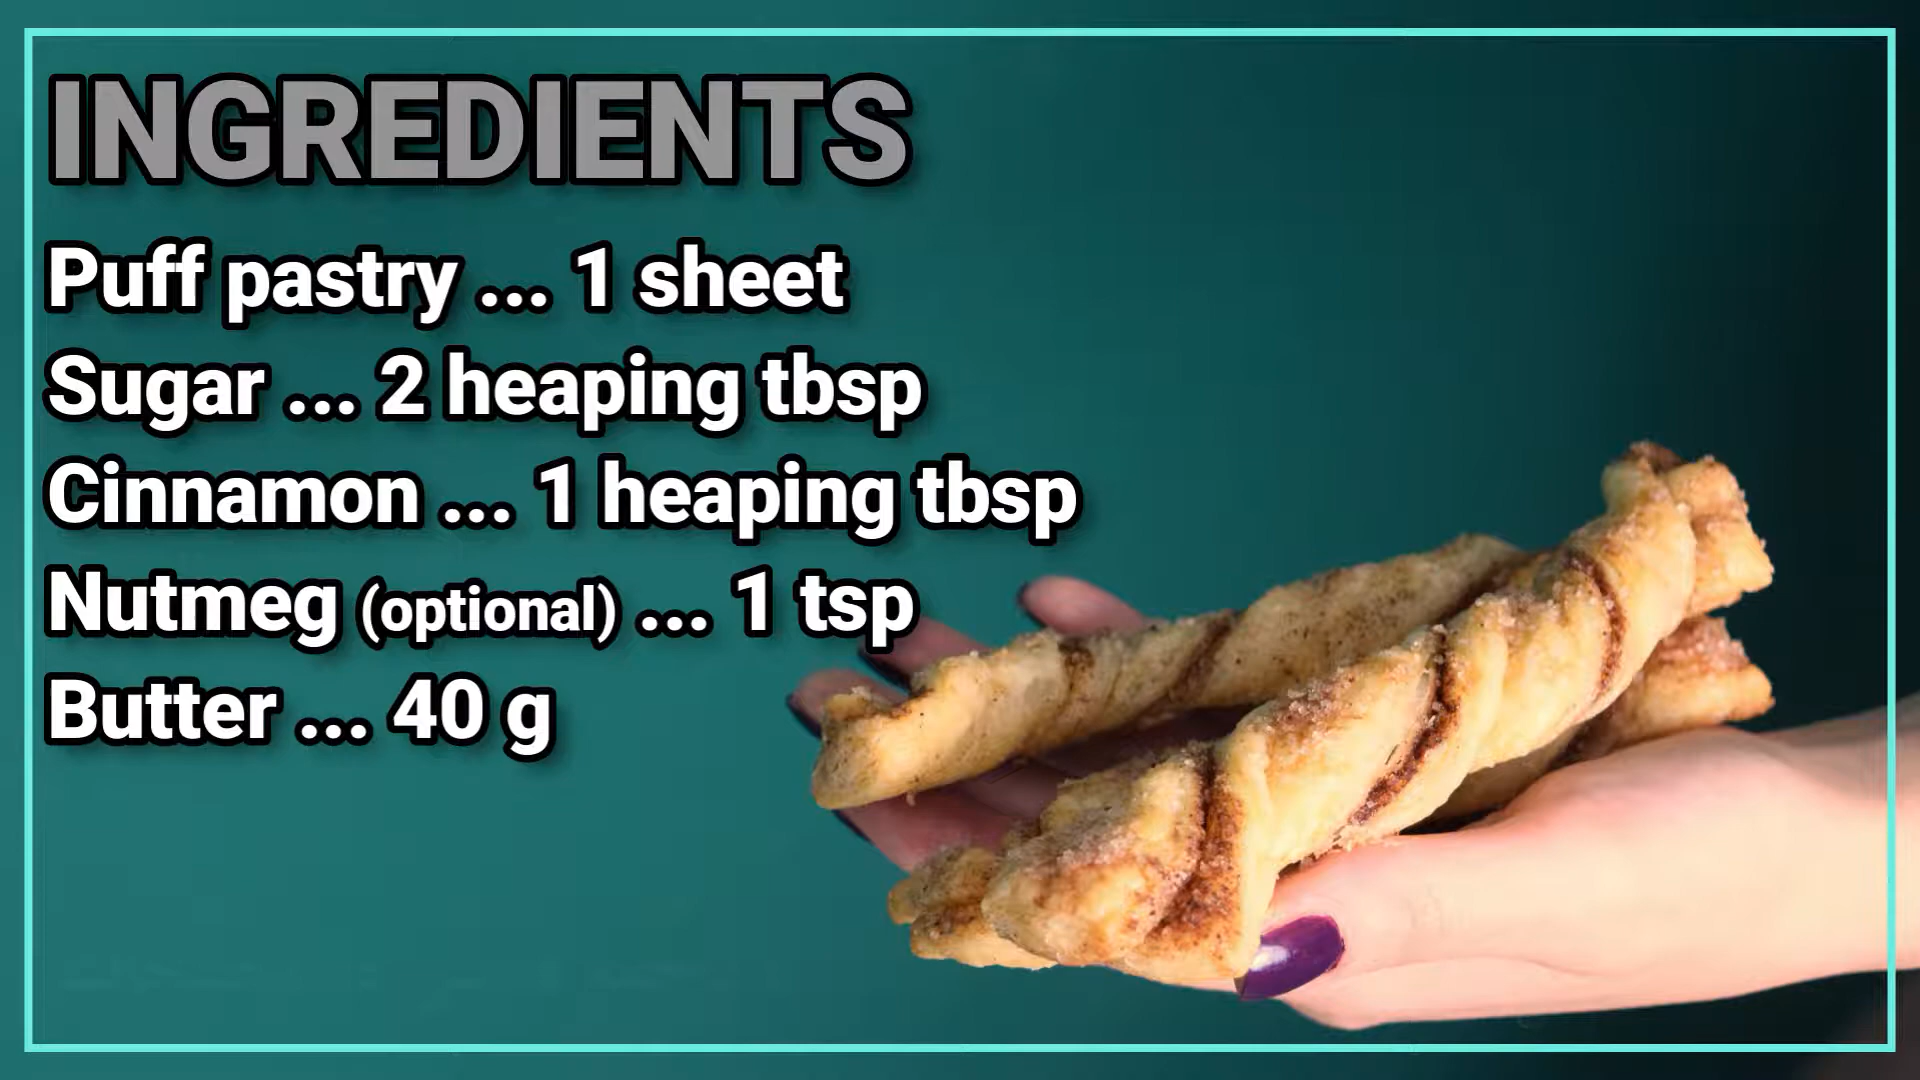 INGREDIENTS
Puff pastry ... 1 sheet
Sugar ... 2 heaping tbsp
Cinnamon ... 1 heaping tbsp
Nutmeg (optional) ... 1 tsp
Butter ... 40 g